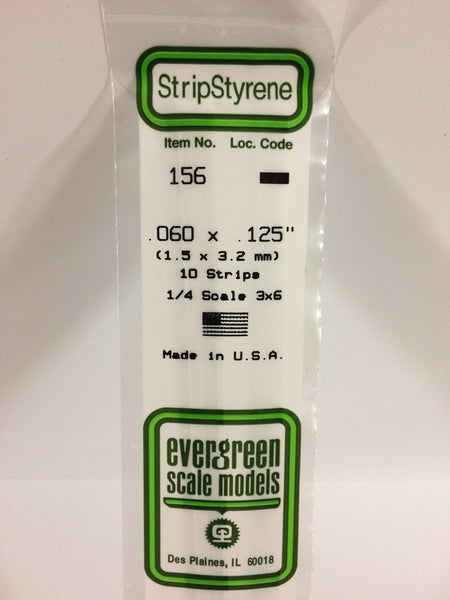 StripStyrene
Item No. Loc. Code
156
.060 x .125"
(1.5 x 3.2 mm)
10 Strips
1/4 Scale 3x6
Made in U.S.A.
evergreen
scale models
Des Plaines, IL 60018